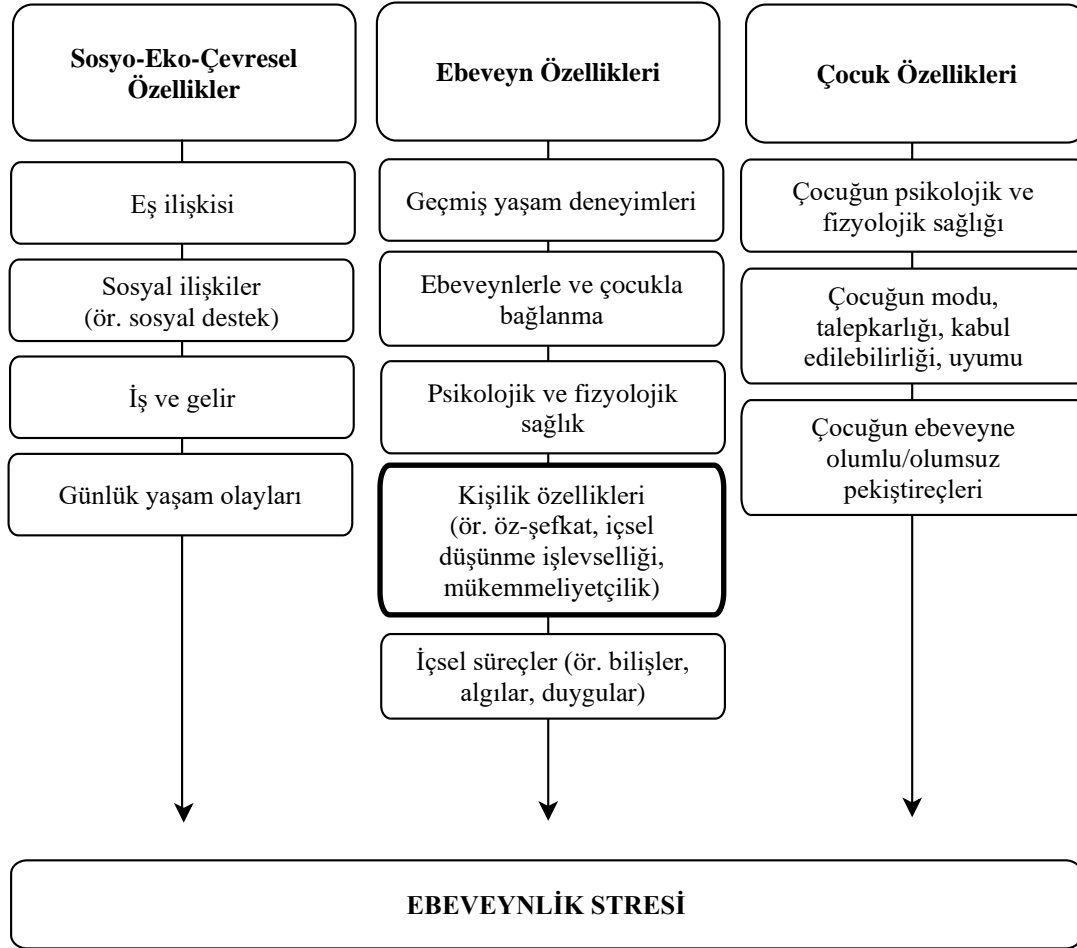 Sosyo-Eko-Çevresel
Özellikler
Eş ilişkisi
Sosyal ilişkiler
(ör. sosyal destek)
İş ve gelir
Günlük yaşam olayları
Ebeveyn Özellikleri
Geçmiş yaşam deneyimleri
Ebeveynlerle ve çocukla
bağlanma
Psikolojik ve fizyolojik
sağlık
Kişilik özellikleri
(ör. öz-şefkat, içsel
düşünme işlevselliği,
mükemmeliyetçilik)
İçsel süreçler (ör. bilişler,
algılar, duygular)
Çocuk Özellikleri
Çocuğun psikolojik ve
fizyolojik sağlığı
Çocuğun modu,
talepkarlığı, kabul
edilebilirliği, uyumu
Çocuğun ebeveyne
olumlu/olumsuz
pekiştireçleri
EBEVEYNLİK STRESİ